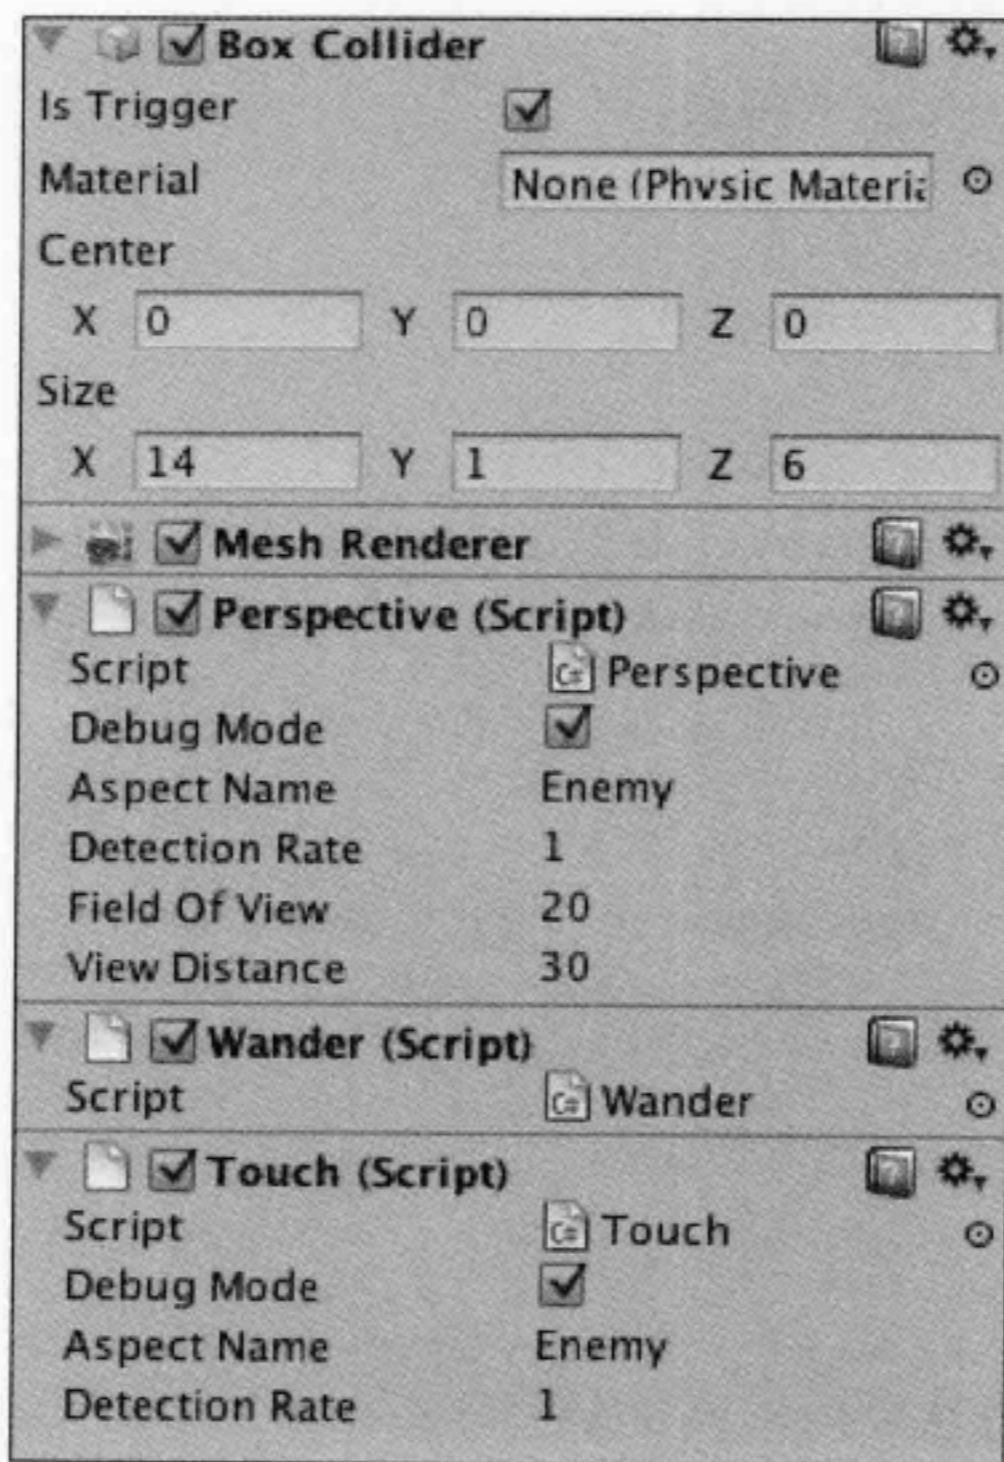 Box Collider
Is Trigger
Material None (Physic Materia
Center
X 0 Y 0 Z 0
Size
X 14 Y 1 Z 6
Mesh Renderer
Perspective (Script)
Script C# Perspective
Debug Mode
Aspect Name Enemy
Detection Rate 1
Field Of View 20
View Distance 30
Wander (Script)
Script C# Wander
Touch (Script)
Script C# Touch
Debug Mode
Aspect Name Enemy
Detection Rate 1